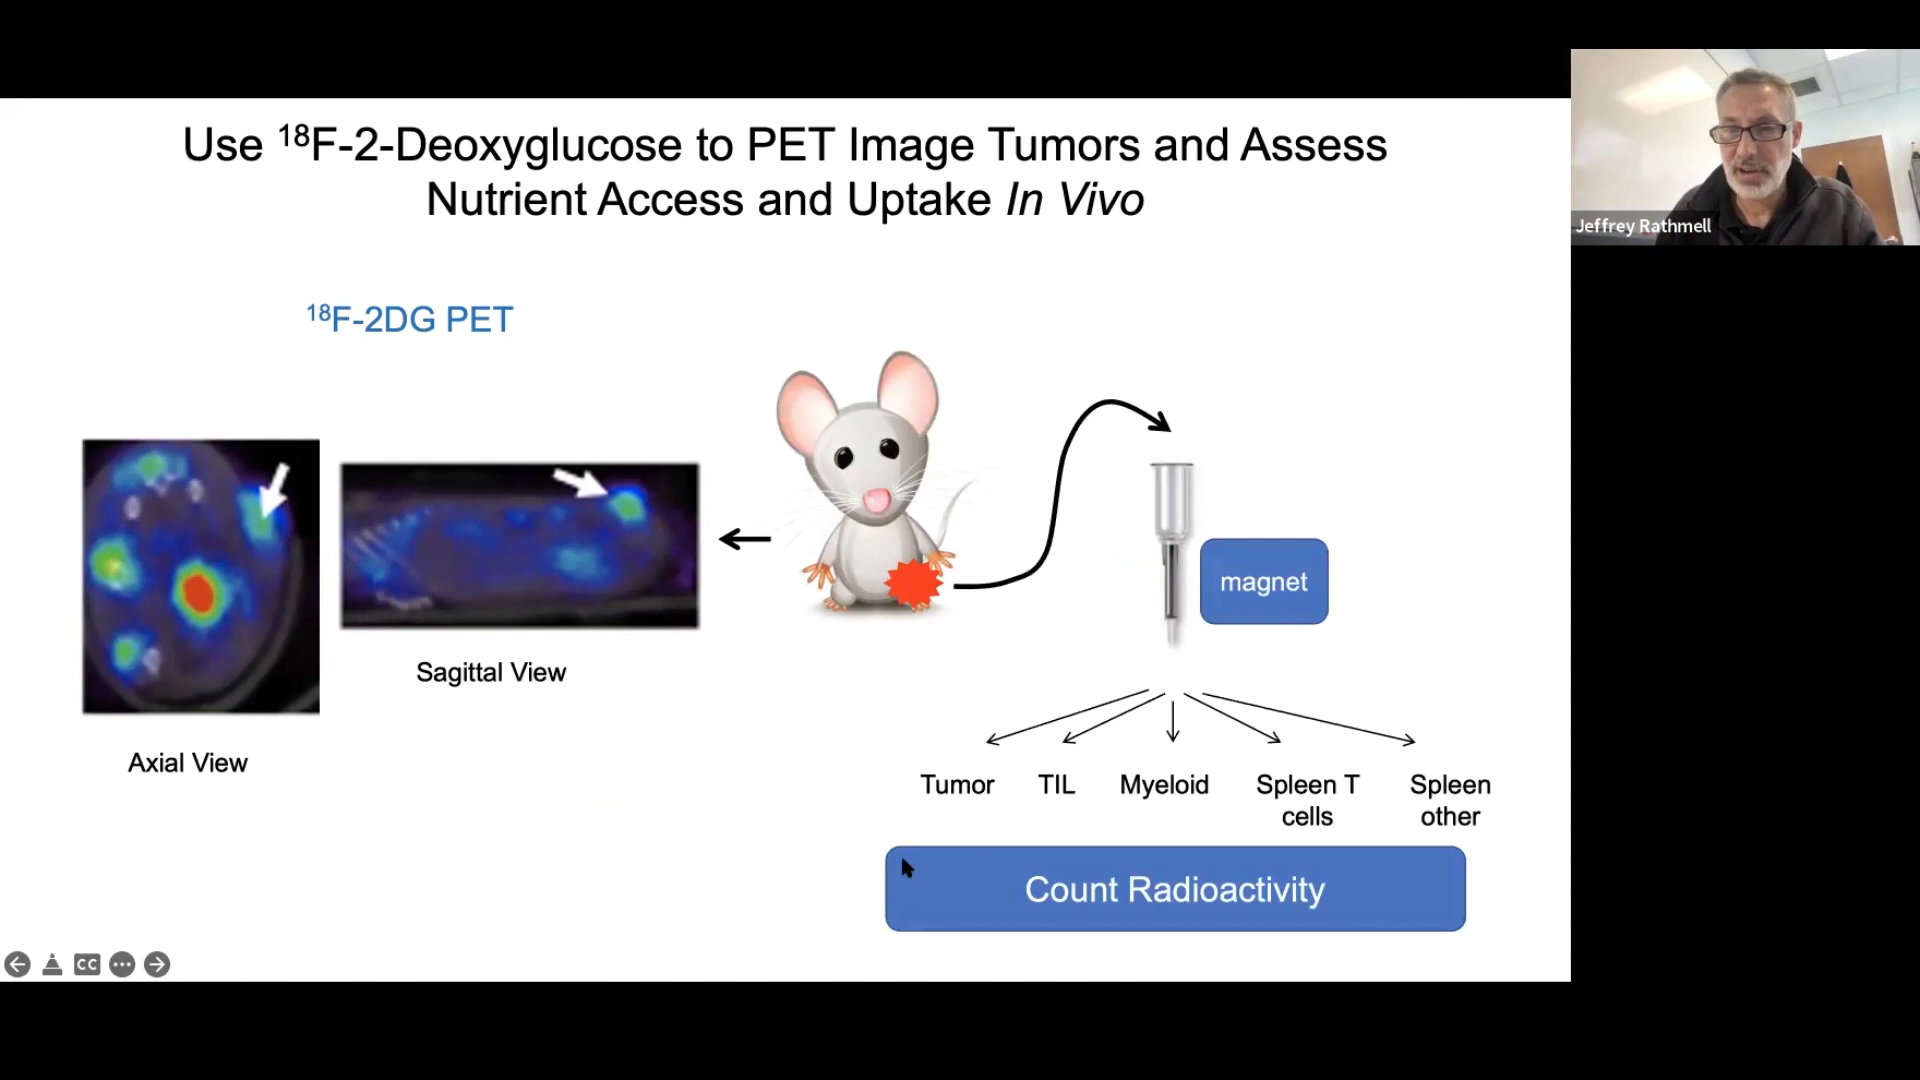 Use ¹⁸F-2-Deoxyglucose to PET Image Tumors and Assess
Nutrient Access and Uptake In Vivo
Jeffrey Rathmell
¹⁸F-2DG PET
magnet
Sagittal View
Axial View
Tumor TIL Myeloid Spleen T Spleen
cells other
Count Radioactivity
CC